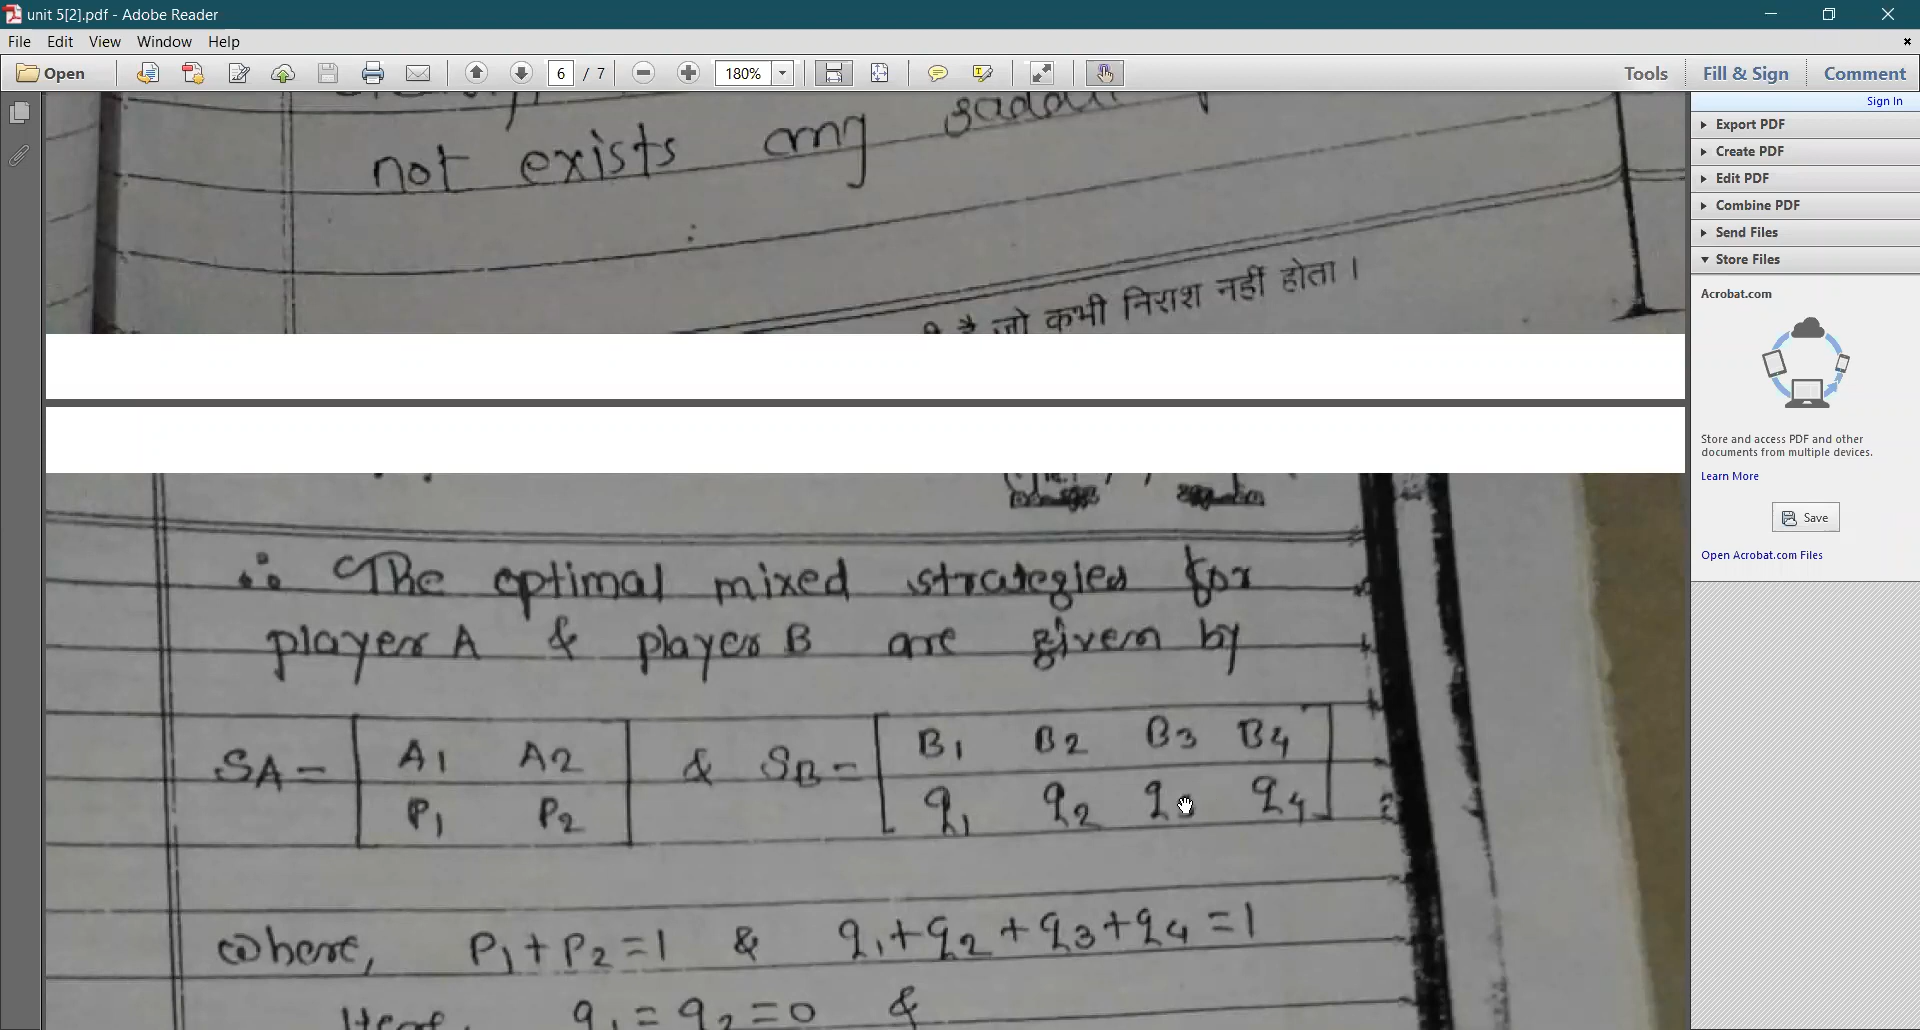 unit 5[2].pdf - Adobe Reader
File Edit View Window Help
Open 6 / 7 180% Tools Fill & Sign Comment
Sign In
Export PDF
Create PDF
Edit PDF
Combine PDF
Send Files
Store Files
Acrobat.com
Store and access PDF and other
documents from multiple devices.
Learn More
Save
Open Acrobat.com Files
not exists any
जो कभी निराश नहीं होता ।
∴ The optimal mixed strategies for
player A & player B are given by
SA = A1 A2 & SB = B1 B2 B3 B4
P1 P2 q1 q2 q3 q4
where, P1 + P2 = 1 & q1 + q2 + q3 + q4 = 1
q1 = q2 = 0 &